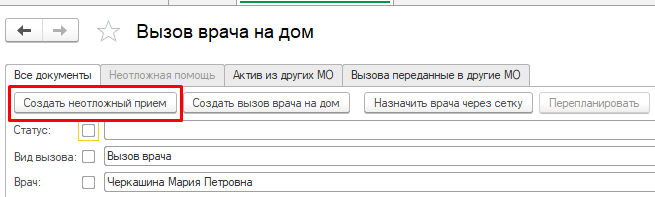 Вызов врача на дом
Все документы Неотложная помощь Актив из других МО Вызова переданные в другие МО
Создать неотложный прием Создать вызов врача на дом Назначить врача через сетку Перепланировать
Статус:
Вид вызова: Вызов врача
Врач: Черкашина Мария Петровна